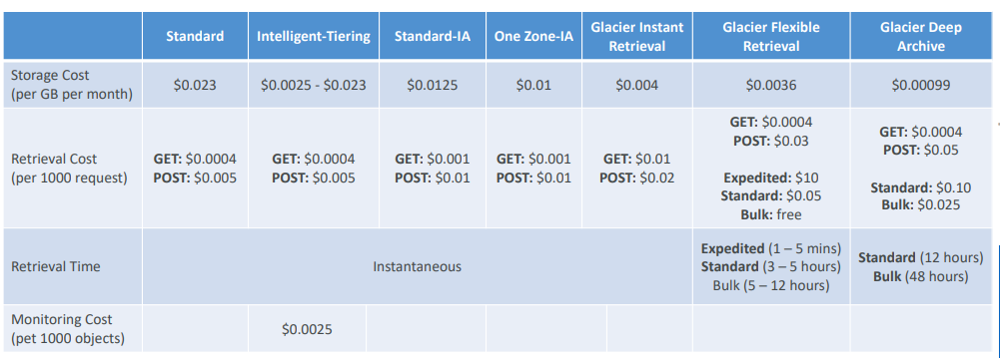 Standard
Intelligent-Tiering
Standard-IA
One Zone-IA
Glacier Instant
Retrieval
Glacier Flexible
Retrieval
Glacier Deep
Archive
Storage Cost
(per GB per month)
$0.023
$0.0025 - $0.023
$0.0125
$0.01
$0.004
$0.0036
$0.00099
Retrieval Cost
(per 1000 request)
GET: $0.0004
POST: $0.005
GET: $0.0004
POST: $0.005
GET: $0.001
POST: $0.01
GET: $0.001
POST: $0.01
GET: $0.01
POST: $0.02
GET: $0.0004
POST: $0.03
Expedited: $10
Standard: $0.05
Bulk: free
GET: $0.0004
POST: $0.05
Standard: $0.10
Bulk: $0.025
Retrieval Time
Instantaneous
Expedited (1 – 5 mins)
Standard (3 – 5 hours)
Bulk (5 – 12 hours)
Standard (12 hours)
Bulk (48 hours)
Monitoring Cost
(pet 1000 objects)
$0.0025